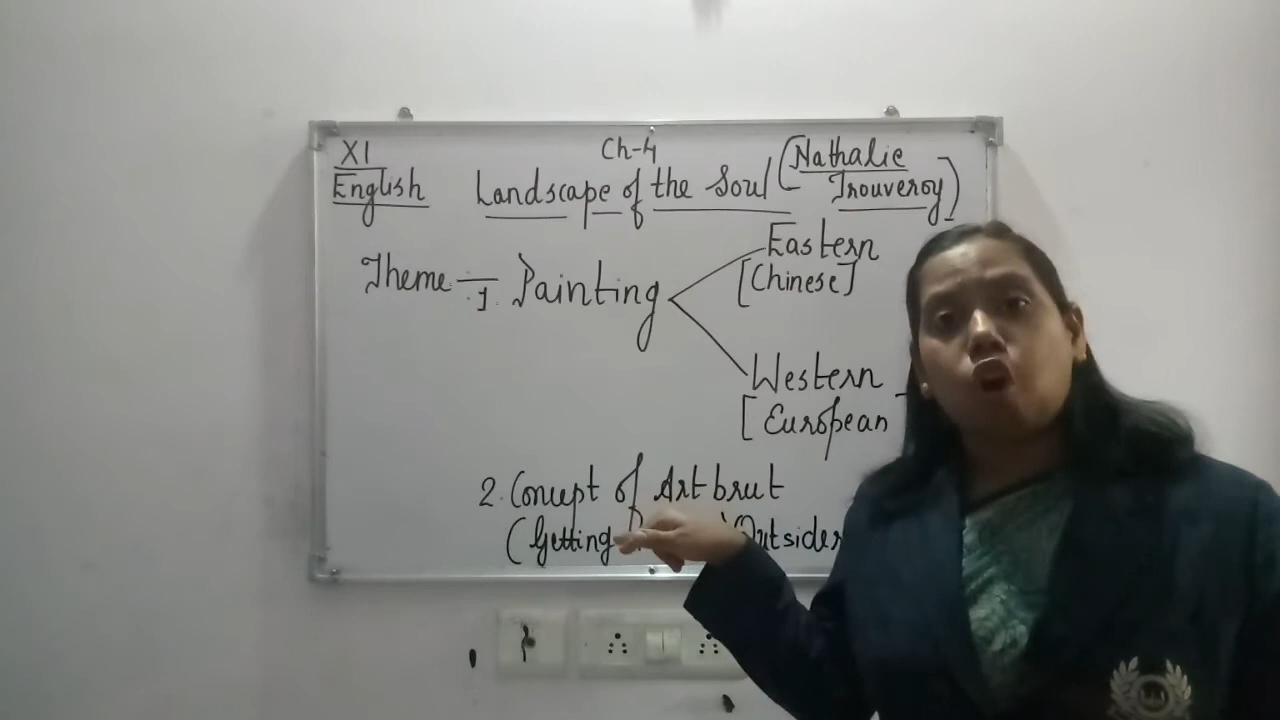 XI
English
Ch-4
Landscape of the Soul (Nathalie
Trouveroy)
Theme - 1. Painting
Eastern
[Chinese]
Western
[European
2. Concept of Art brut
(Getting 'Outsider